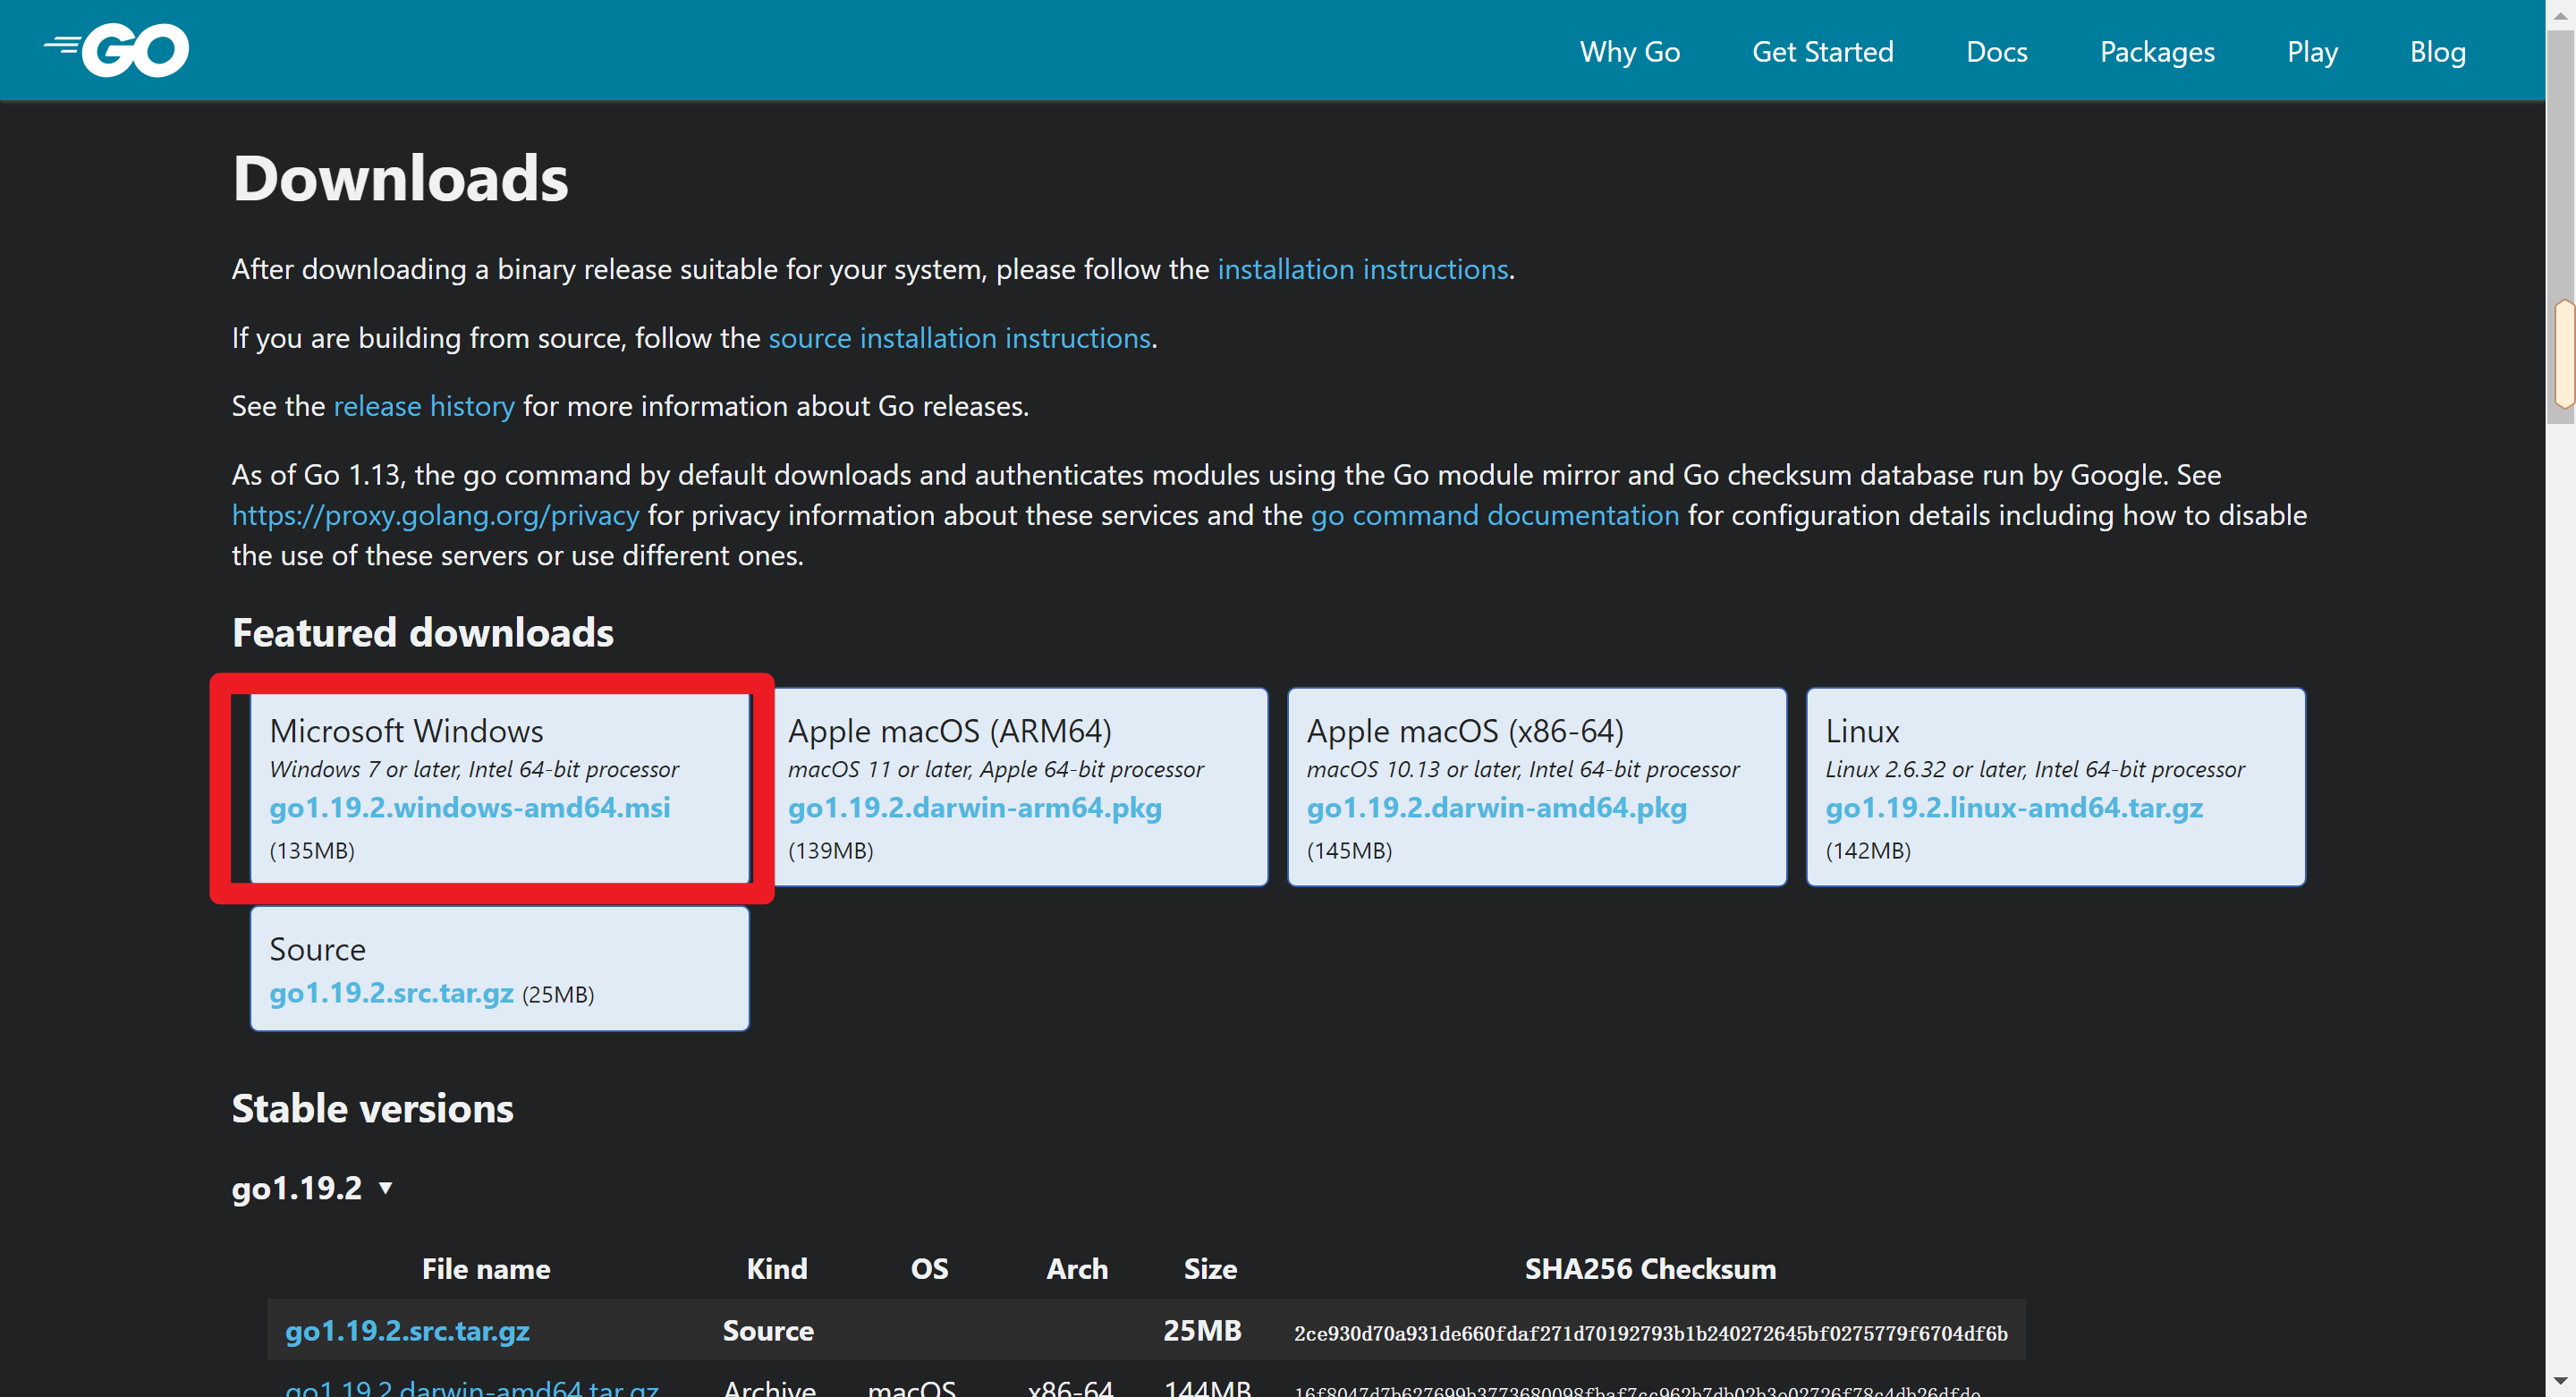 GO
Why Go Get Started Docs Packages Play Blog
Downloads
After downloading a binary release suitable for your system, please follow the installation instructions.
If you are building from source, follow the source installation instructions.
See the release history for more information about Go releases.
As of Go 1.13, the go command by default downloads and authenticates modules using the Go module mirror and Go checksum database run by Google. See
https://proxy.golang.org/privacy for privacy information about these services and the go command documentation for configuration details including how to disable
the use of these servers or use different ones.
Featured downloads
Microsoft Windows
Windows 7 or later, Intel 64-bit processor
go1.19.2.windows-amd64.msi
(135MB)
Apple macOS (ARM64)
macOS 11 or later, Apple 64-bit processor
go1.19.2.darwin-arm64.pkg
(139MB)
Apple macOS (x86-64)
macOS 10.13 or later, Intel 64-bit processor
go1.19.2.darwin-amd64.pkg
(145MB)
Linux
Linux 2.6.32 or later, Intel 64-bit processor
go1.19.2.linux-amd64.tar.gz
(142MB)
Source
go1.19.2.src.tar.gz (25MB)
Stable versions
go1.19.2 ▾
File name Kind OS Arch Size SHA256 Checksum
go1.19.2.src.tar.gz Source 25MB 2ce930d70a931de660fdaf271d70192793b1b240272645bf0275779f6704df6b
go1.19.2.darwin-amd64.tar.gz Archive macOS x86-64 144MB